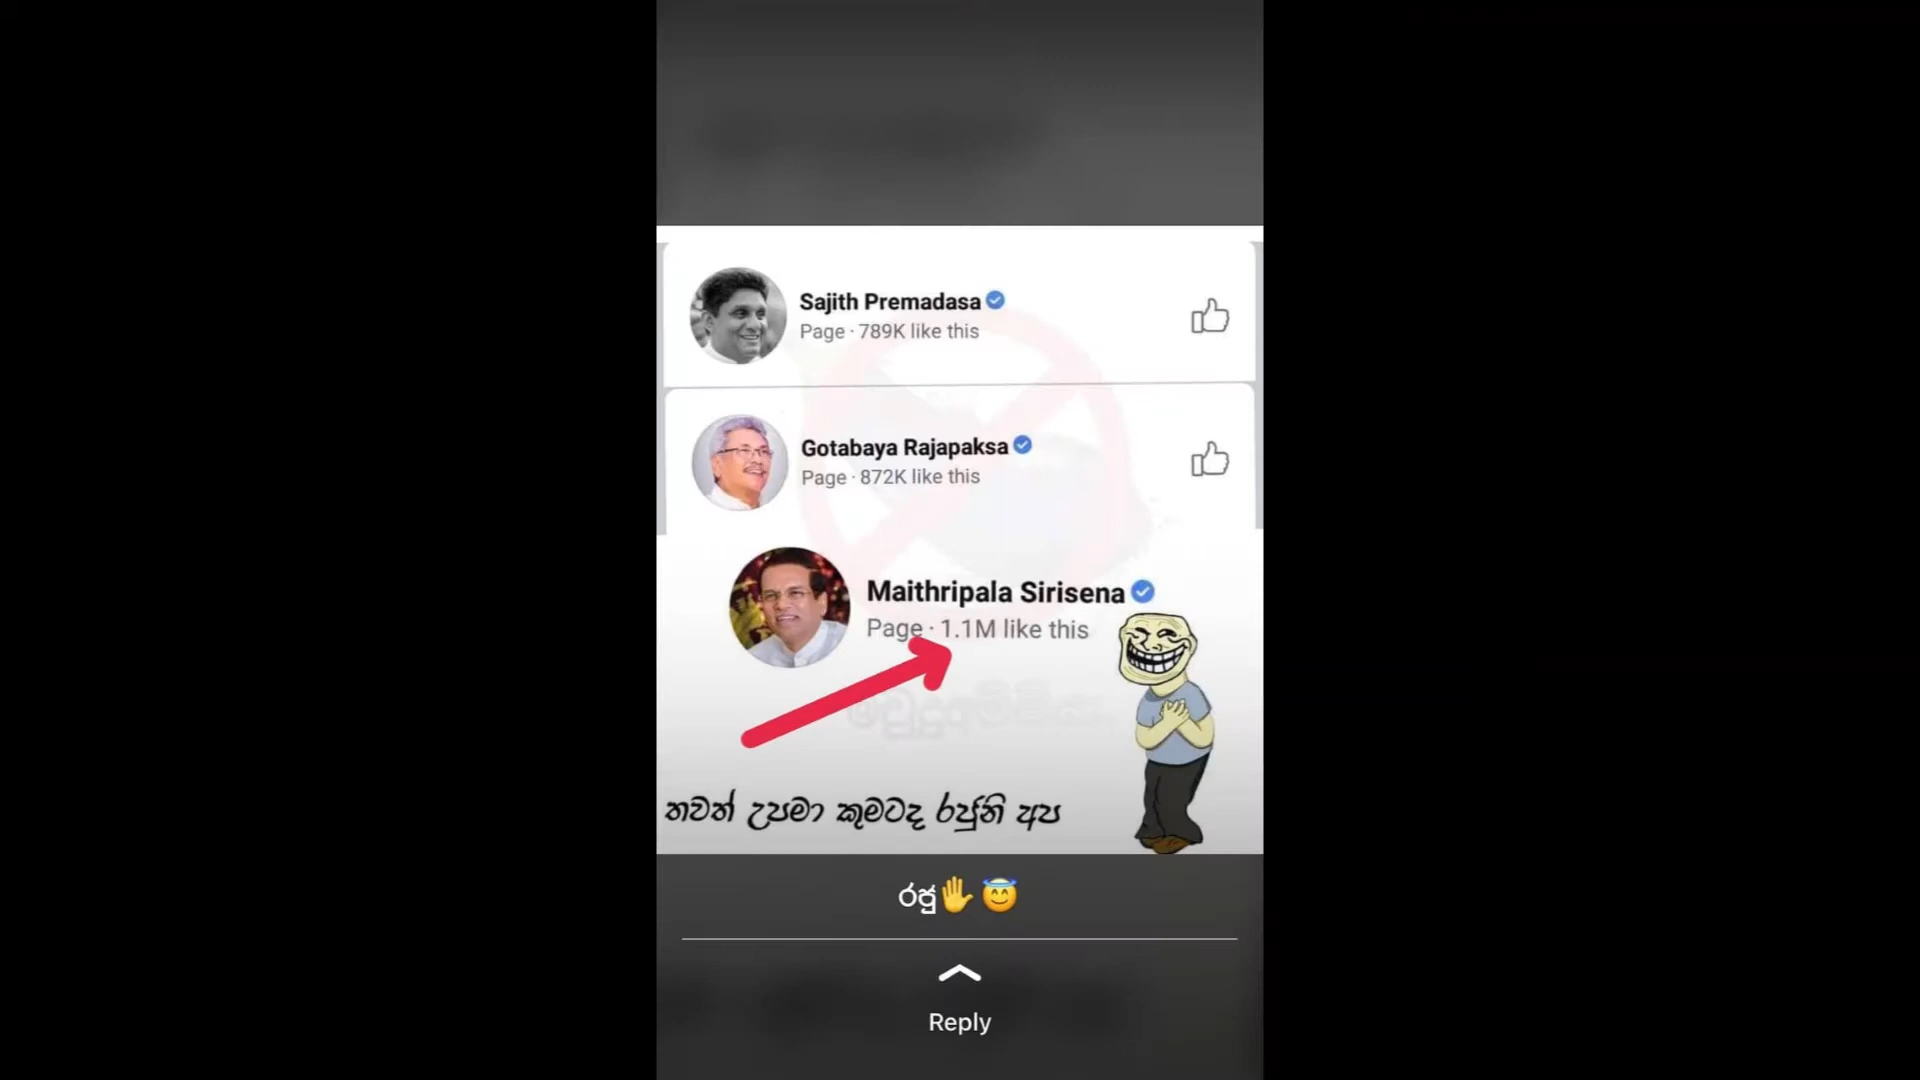 Sajith Premadasa
Page · 789K like this
Gotabaya Rajapaksa
Page · 872K like this
Maithripala Sirisena
Page · 1.1M like this
තවත් උපමා කුමටද රජුනි අප
රජු✋😇
Reply